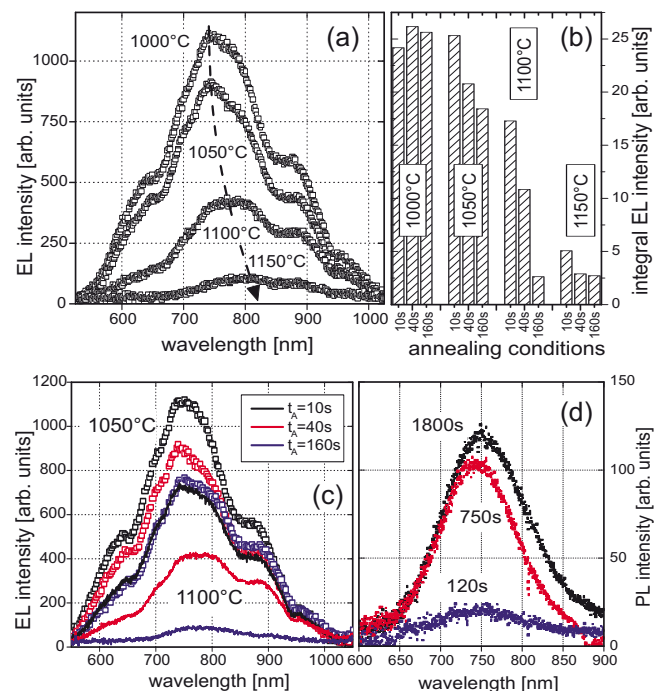 (a)
EL intensity [arb. units]
1000
750
500
250
0
1000°C
1050°C
1100°C
1150°C
600 700 800 900 1000
wavelength [nm]
(b)
1000°C
1050°C
1100°C
1150°C
25
20
15
10
5
0
integral EL intensity [arb. units]
10s 40s 160s 10s 40s 160s 10s 40s 160s 10s 40s 160s
annealing conditions
(c)
EL intensity [arb. units]
1200
1000
800
600
400
200
0
1050°C
t_A=10s
t_A=40s
t_A=160s
1100°C
600 700 800 900 1000
wavelength [nm]
(d)
1800s
750s
120s
150
100
50
0
PL intensity [arb. units]
600 650 700 750 800 850 900
wavelength [nm]